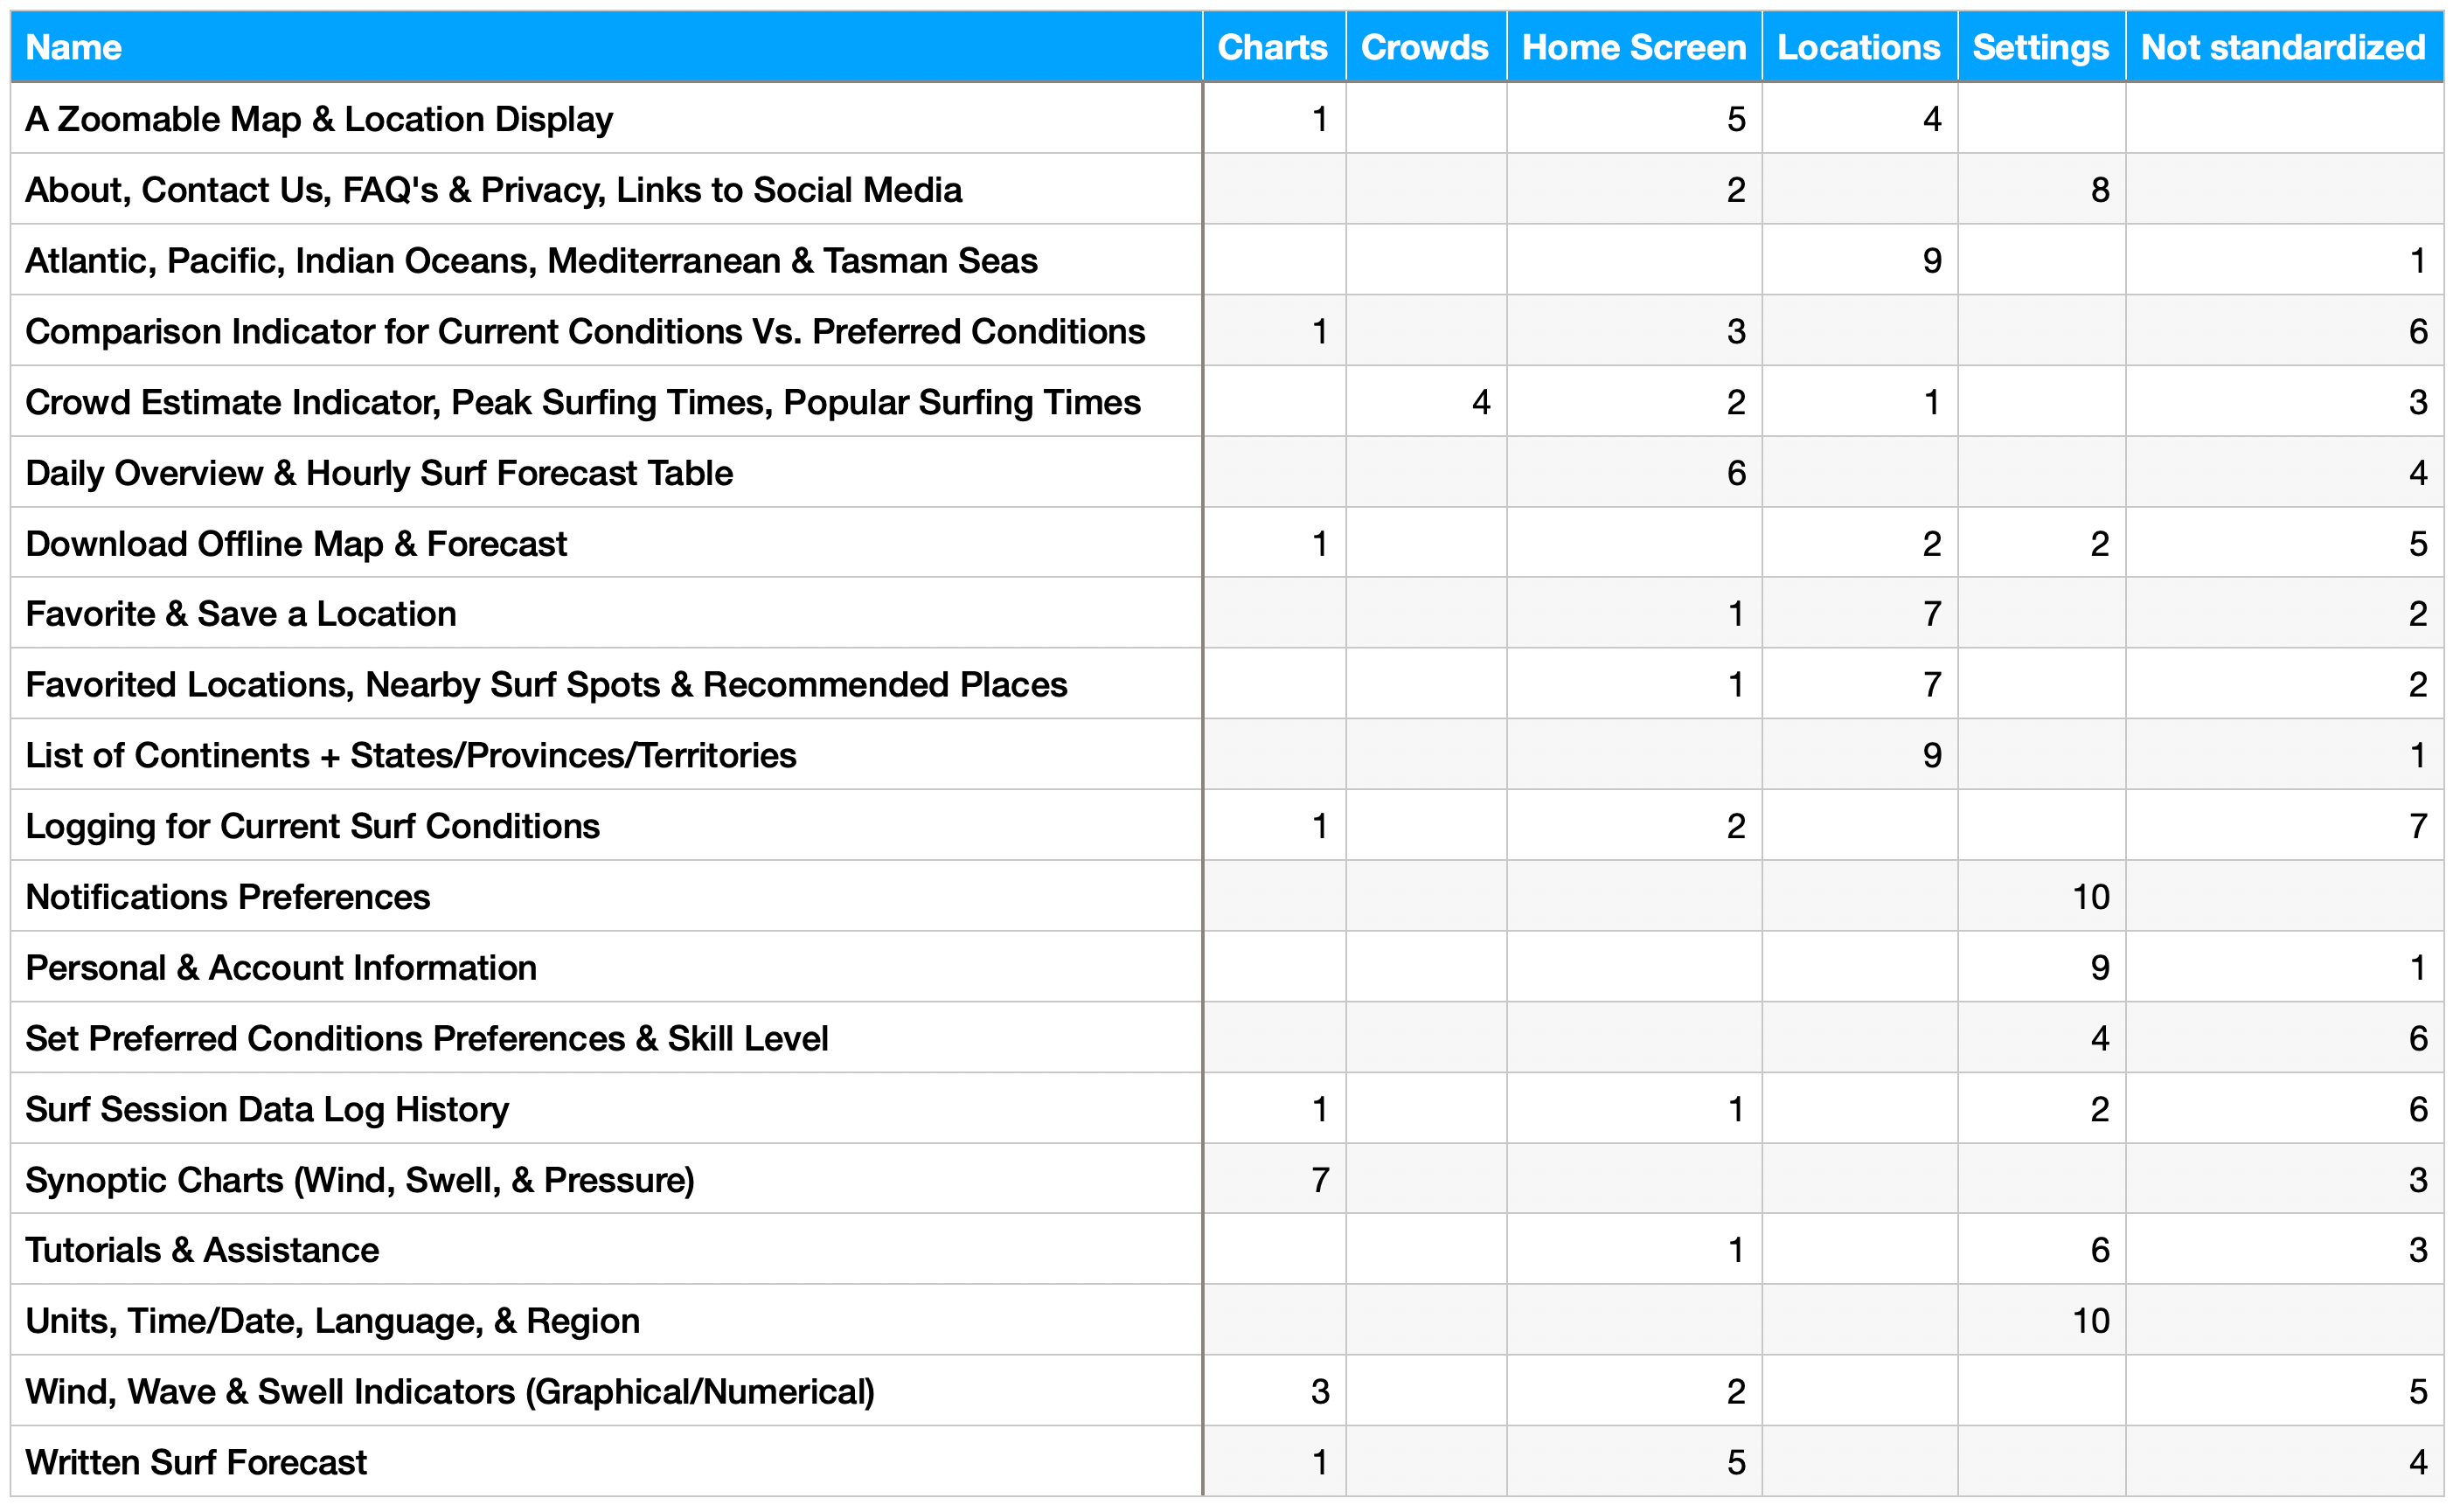 Name Charts Crowds Home Screen Locations Settings Not standardized
A Zoomable Map & Location Display 1 5 4
About, Contact Us, FAQ's & Privacy, Links to Social Media 2 8
Atlantic, Pacific, Indian Oceans, Mediterranean & Tasman Seas 9 1
Comparison Indicator for Current Conditions Vs. Preferred Conditions 1 3 6
Crowd Estimate Indicator, Peak Surfing Times, Popular Surfing Times 4 2 1 3
Daily Overview & Hourly Surf Forecast Table 6 4
Download Offline Map & Forecast 1 2 2 5
Favorite & Save a Location 1 7 2
Favorited Locations, Nearby Surf Spots & Recommended Places 1 7 2
List of Continents + States/Provinces/Territories 9 1
Logging for Current Surf Conditions 1 2 7
Notifications Preferences 10
Personal & Account Information 9 1
Set Preferred Conditions Preferences & Skill Level 4 6
Surf Session Data Log History 1 1 2 6
Synoptic Charts (Wind, Swell, & Pressure) 7 3
Tutorials & Assistance 1 6 3
Units, Time/Date, Language, & Region 10
Wind, Wave & Swell Indicators (Graphical/Numerical) 3 2 5
Written Surf Forecast 1 5 4